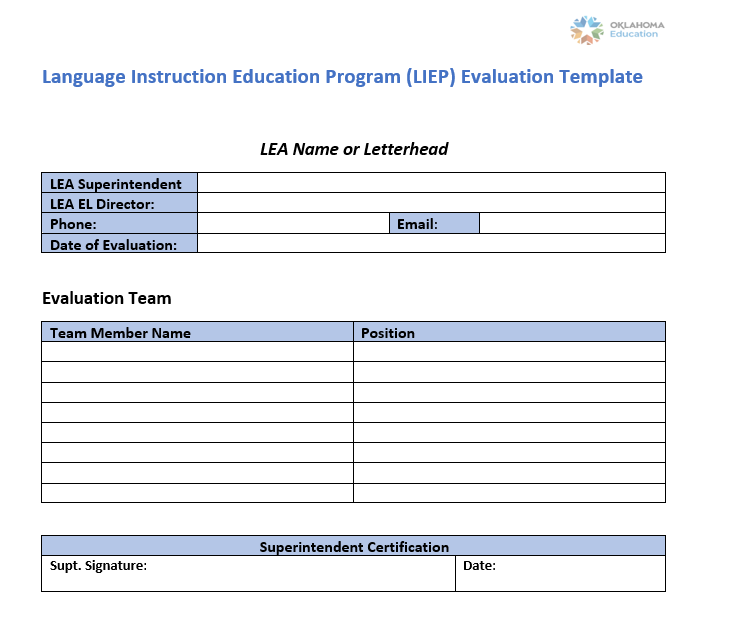 OKLAHOMA
Education
Language Instruction Education Program (LIEP) Evaluation Template
LEA Name or Letterhead
LEA Superintendent
LEA EL Director:
Phone: Email:
Date of Evaluation:
Evaluation Team
Team Member Name Position
Superintendent Certification
Supt. Signature: Date: